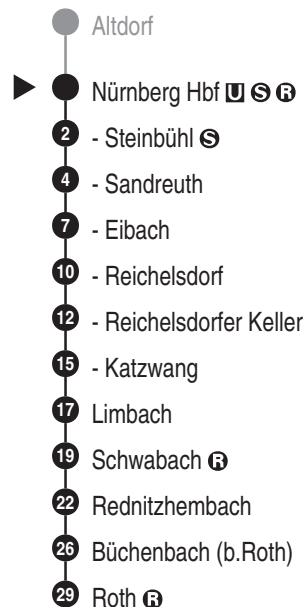 Altdorf
Nürnberg Hbf U S R
2 - Steinbühl S
4 - Sandreuth
7 - Eibach
10 - Reichelsdorf
12 - Reichelsdorfer Keller
15 - Katzwang
17 Limbach
19 Schwabach R
22 Rednitzhembach
26 Büchenbach (b.Roth)
29 Roth R